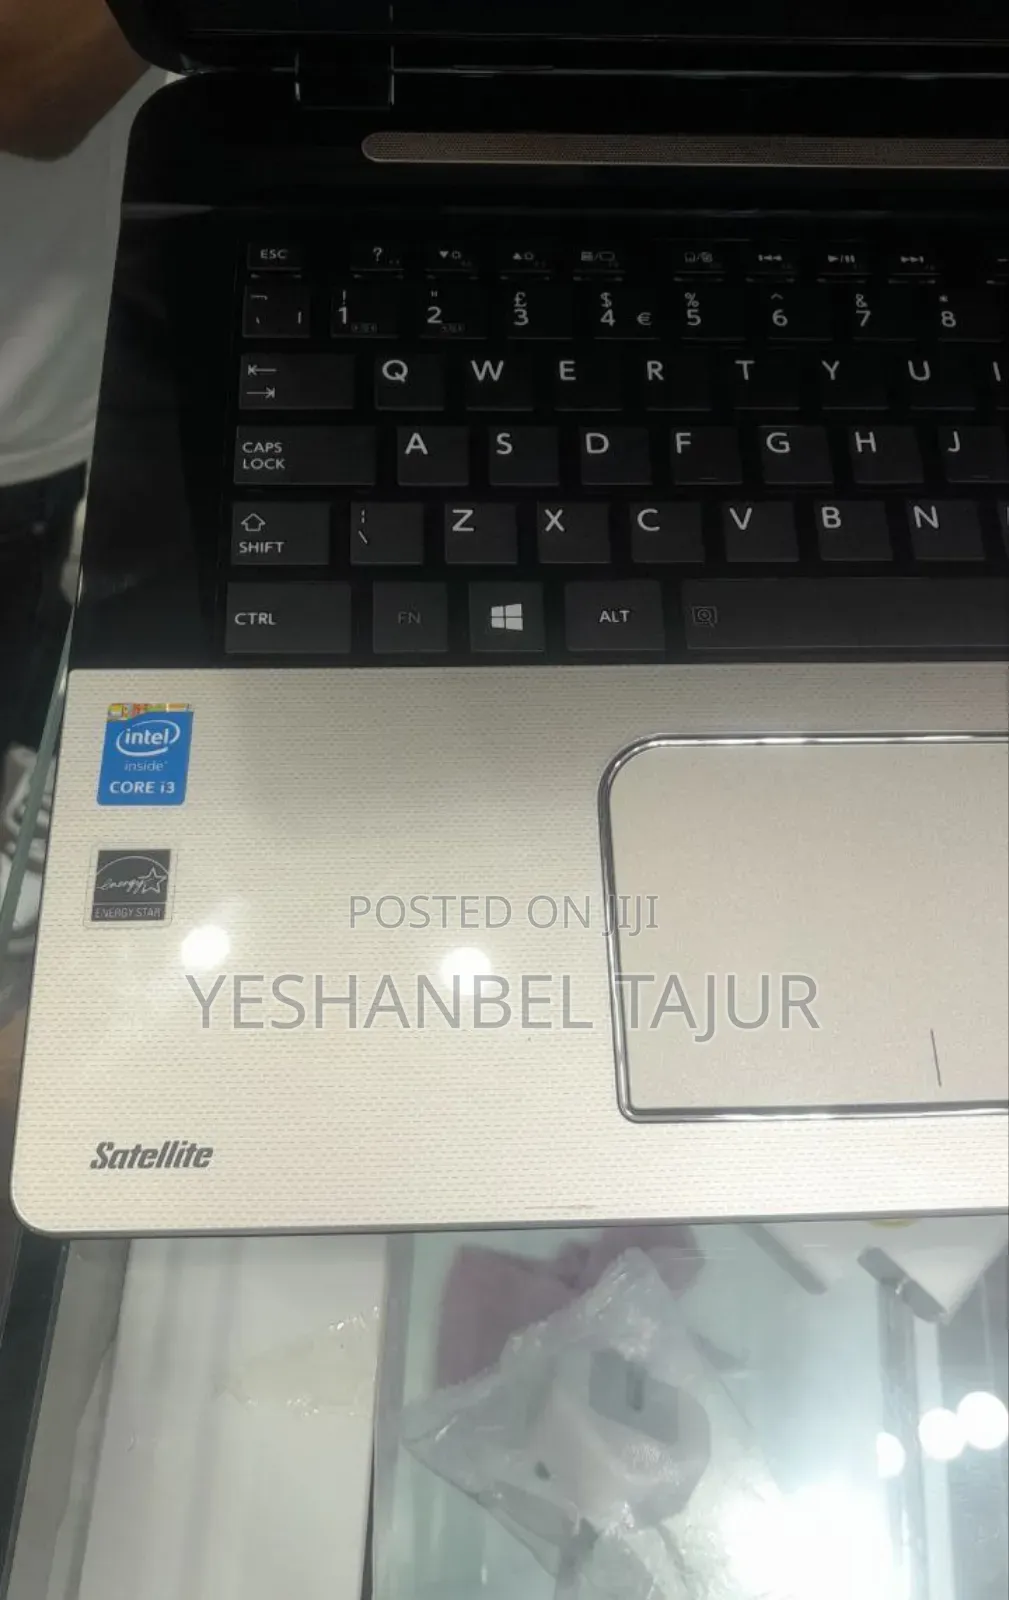 ESC
?
! " £ $ % ^ & *
1 2 3 4 € 5 6 7 8
Q W E R T Y U I
CAPS LOCK A S D F G H J
SHIFT \ Z X C V B N
CTRL FN ALT
intel
inside
CORE i3
energy
ENERGY STAR
POSTED ON JIJI
YESHANBEL TAJUR
Satellite